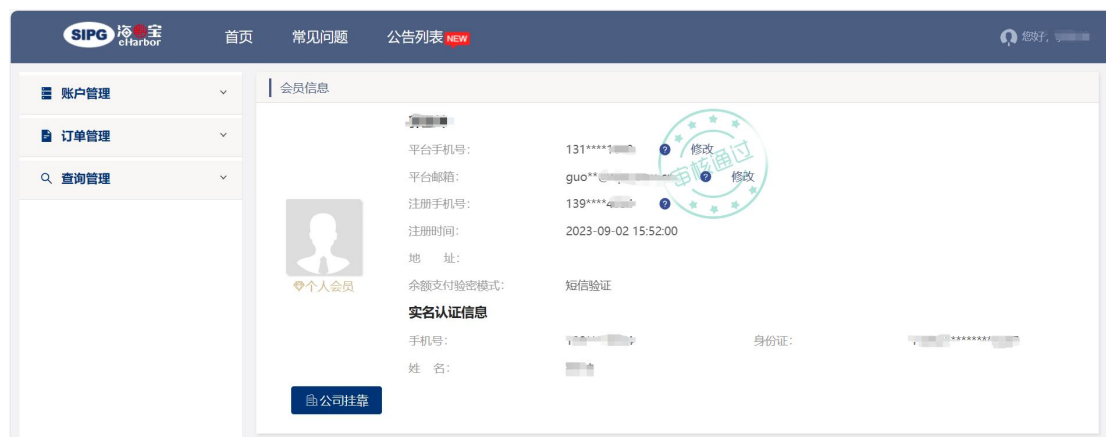 SIPG 海宝 eHarbor 首页 常见问题 公告列表 NEW 您好,
账户管理
订单管理
查询管理
会员信息
平台手机号: 131**** ? 修改
平台邮箱: guo** ? 修改
注册手机号: 139**** ?
注册时间: 2023-09-02 15:52:00
地 址:
个人会员
余额支付验密模式: 短信验证
实名认证信息
手机号: 身份证: ********
姓 名:
公司挂靠
审核通过